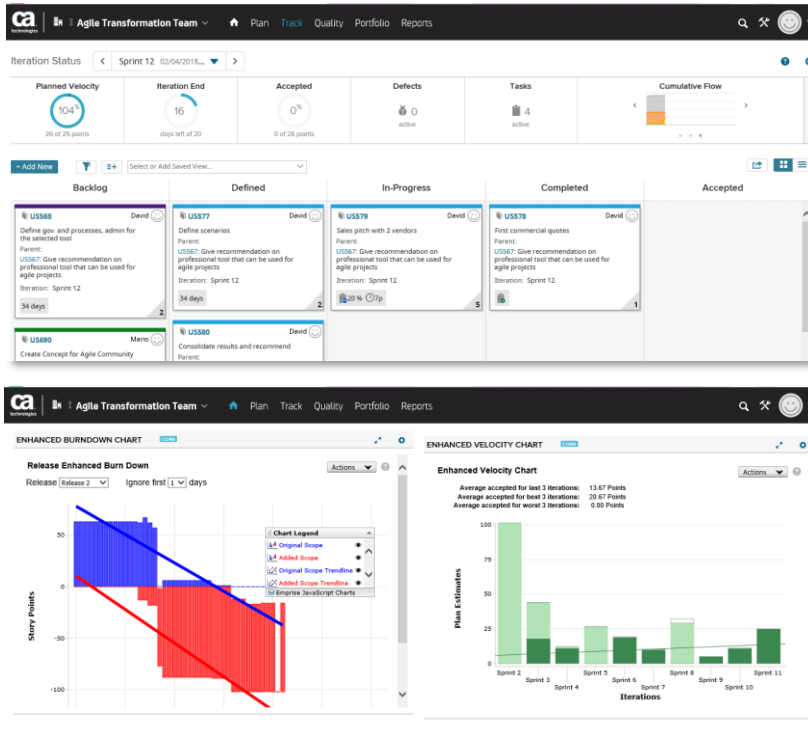 ca
technologies
Agile Transformation Team
Plan Track Quality Portfolio Reports
Iteration Status
Sprint 12 02/04/2018...
Planned Velocity
104%
26 of 25 points
Iteration End
16
days left of 20
Accepted
0%
0 of 26 points
Defects
0
active
Tasks
4
active
Cumulative Flow
+ Add New
Select or Add Saved View...
Backlog Defined In-Progress Completed Accepted
US568 David
Define gov. and processes, admin for
the selected tool
Parent:
US567: Give recommendation on
professional tool that can be used for
agile projects
Iteration: Sprint 12
34 days
2
US690 Mario
Create Concept for Agile Community
US577 David
Define scenarios
Parent:
US567: Give recommendation on
professional tool that can be used for
agile projects
Iteration: Sprint 12
34 days
2
US580 David
Consolidate results and recommend
Parent:
US579 David
Sales pitch with 2 vendors
Parent:
US567: Give recommendation on
professional tool that can be used for
agile projects
Iteration: Sprint 12
20 % 7p
5
US578 David
First commercial quotes
Parent:
US567: Give recommendation on
professional tool that can be used for
agile projects
Iteration: Sprint 12
1
ca
technologies
Agile Transformation Team
Plan Track Quality Portfolio Reports
ENHANCED BURNDOWN CHART CORE
Release Enhanced Burn Down
Actions
Release Release 2 Ignore first 1 days
50
0
-50
-100
Story Points
Chart Legend
Original Scope
Added Scope
Original Scope Trendline
Added Scope Trendline
Emprise JavaScript Charts
ENHANCED VELOCITY CHART CORE
Enhanced Velocity Chart
Actions
Average accepted for last 3 iterations: 13.67 Points
Average accepted for best 3 iterations: 20.67 Points
Average accepted for worst 3 iterations: 0.00 Points
100
75
50
25
0
Plan Estimates
Sprint 2
Sprint 3
Sprint 4
Sprint 5
Sprint 6
Sprint 7
Sprint 8
Sprint 9
Sprint 10
Sprint 11
Iterations